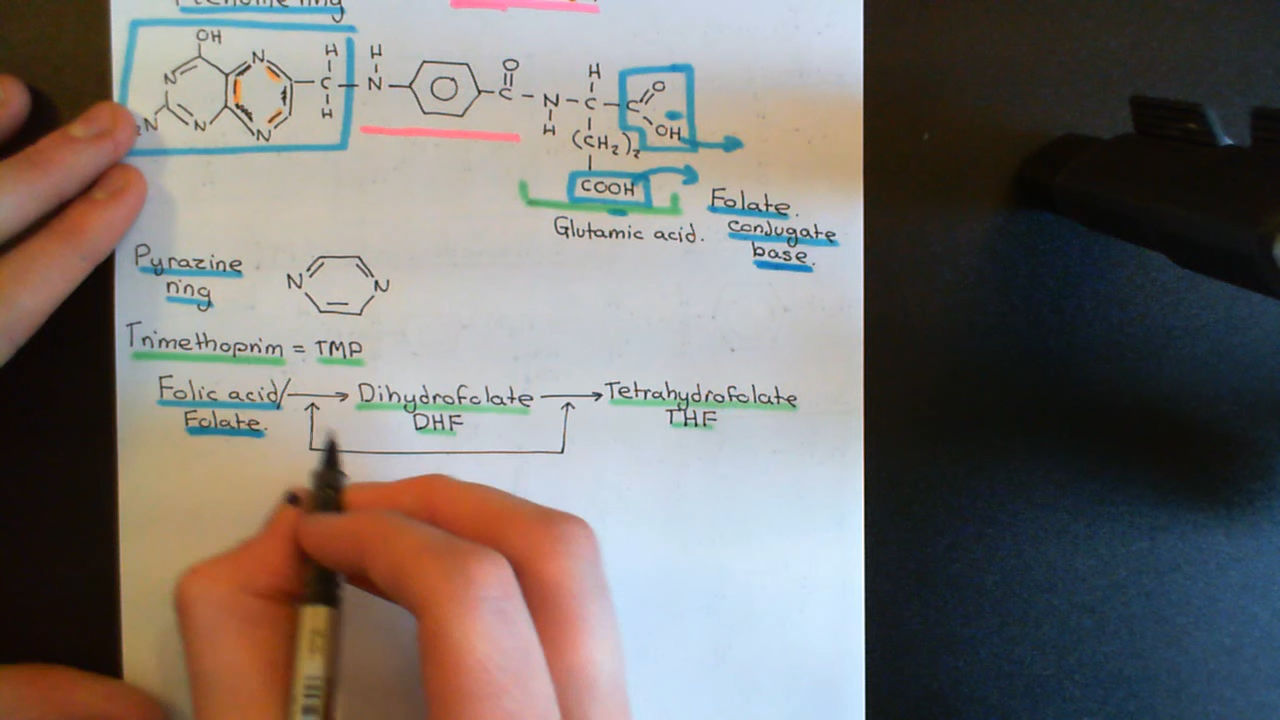 OH
N N H H O H O
C N C N C C OH
N N N H H (CH₂)₂
COOH
Folate.
Glutamic acid. conjugate
base.
Pyrazine
ring
N N
Trimethoprim = TMP
Folic acid/ → Dihydrofolate → Tetrahydrofolate
Folate. DHF THF